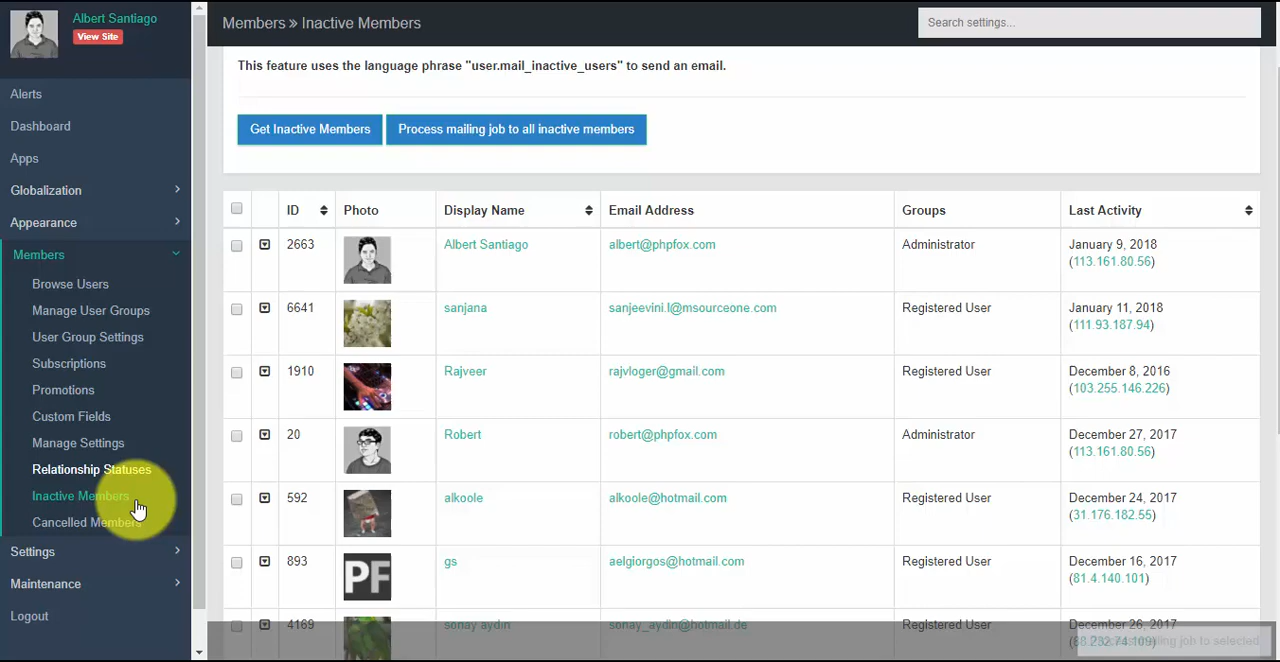 Albert Santiago
View Site
Alerts
Dashboard
Apps
Globalization
Appearance
Members
Browse Users
Manage User Groups
User Group Settings
Subscriptions
Promotions
Custom Fields
Manage Settings
Relationship Statuses
Inactive Members
Cancelled Members
Settings
Maintenance
Logout
Members » Inactive Members
Search settings...
This feature uses the language phrase "user.mail_inactive_users" to send an email.
Get Inactive Members
Process mailing job to all inactive members
ID Photo Display Name Email Address Groups Last Activity
2663 Albert Santiago albert@phpfox.com Administrator January 9, 2018
(113.161.80.56)
6641 sanjana sanjeevini.l@msourceone.com Registered User January 11, 2018
(111.93.187.94)
1910 Rajveer rajvloger@gmail.com Registered User December 8, 2016
(103.255.146.226)
20 Robert robert@phpfox.com Administrator December 27, 2017
(113.161.80.56)
592 alkoole alkoole@hotmail.com Registered User December 24, 2017
(31.176.182.55)
893 PF gs aelgiorgos@hotmail.com Registered User December 16, 2017
(81.4.140.101)
4169 sonay aydin sonay_aydin@hotmail.de Registered User December 26, 2017
mailing job to selected